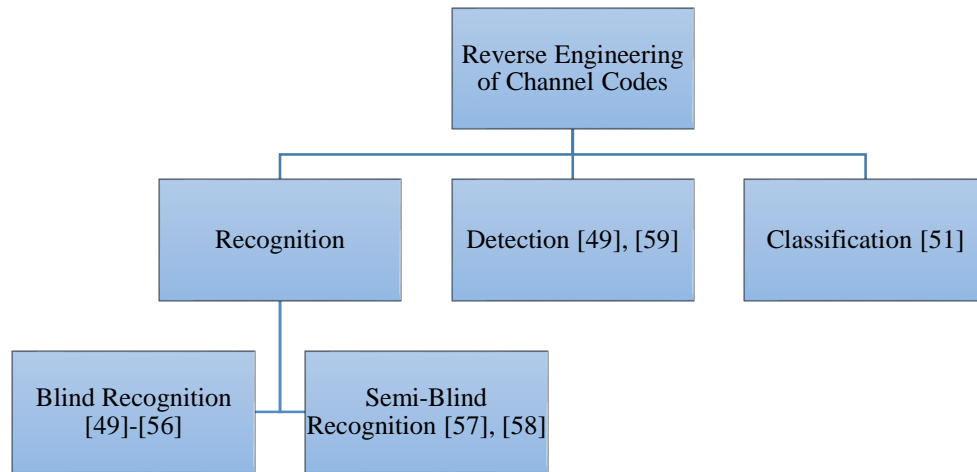 Reverse Engineering
of Channel Codes
Recognition
Detection [49], [59]
Classification [51]
Blind Recognition
[49]-[56]
Semi-Blind
Recognition [57], [58]